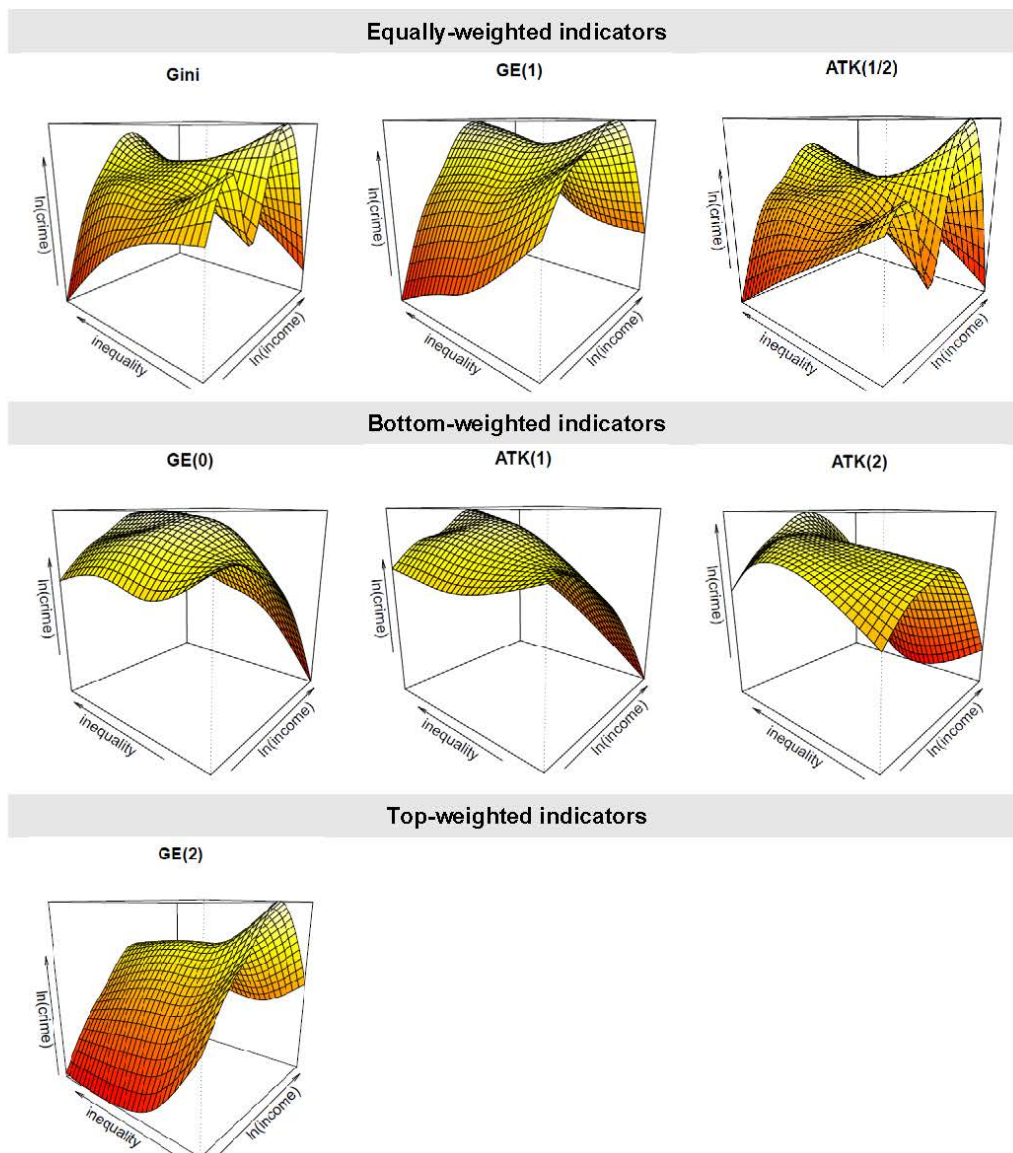 Equally-weighted indicators
Gini
GE(1)
ATK(1/2)
ln(crime)
inequality
ln(income)
ln(crime)
inequality
ln(income)
ln(crime)
inequality
ln(income)
Bottom-weighted indicators
GE(0)
ATK(1)
ATK(2)
ln(crime)
inequality
ln(income)
ln(crime)
inequality
ln(income)
ln(crime)
inequality
ln(income)
Top-weighted indicators
GE(2)
ln(crime)
inequality
ln(income)